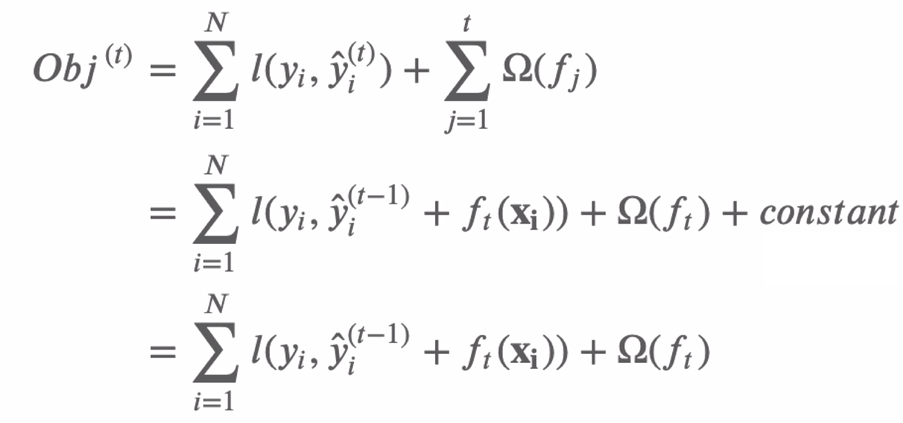 Obj^{(t)} = \sum_{i=1}^{N} l(y_i, \hat{y}_i^{(t)}) + \sum_{j=1}^{t} \Omega(f_j)
= \sum_{i=1}^{N} l(y_i, \hat{y}_i^{(t-1)} + f_t(\mathbf{x_i})) + \Omega(f_t) + constant
= \sum_{i=1}^{N} l(y_i, \hat{y}_i^{(t-1)} + f_t(\mathbf{x_i})) + \Omega(f_t)